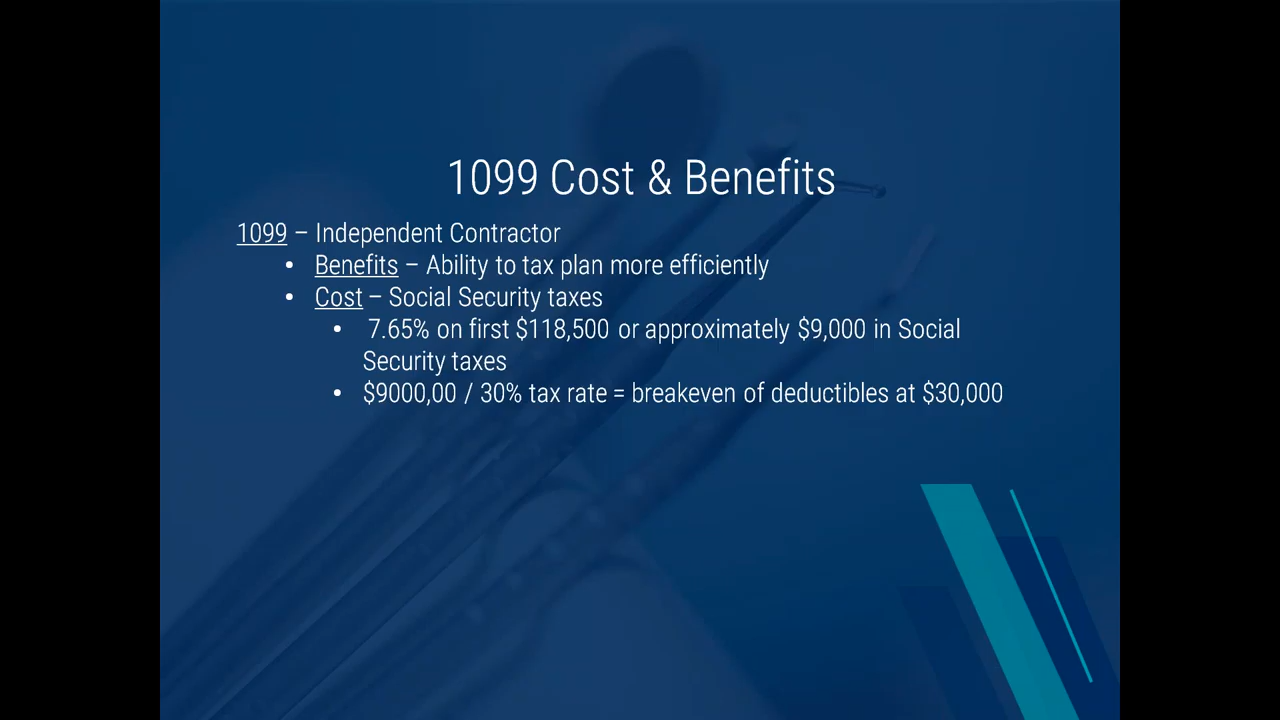 1099 Cost & Benefits
1099 – Independent Contractor
• Benefits – Ability to tax plan more efficiently
• Cost – Social Security taxes
• 7.65% on first $118,500 or approximately $9,000 in Social
Security taxes
• $9000,00 / 30% tax rate = breakeven of deductibles at $30,000